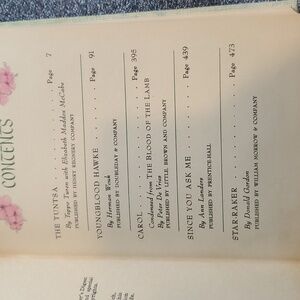 CONTENTS
THE TUNTSA . . . . . Page 7
By Teppo Turen with Elizabeth Maddox McCabe
PUBLISHED BY HENRY REGNERY COMPANY
YOUNGBLOOD HAWKE . . . . . Page 91
By Herman Wouk
PUBLISHED BY DOUBLEDAY & COMPANY
CAROL . . . . . Page 395
Condensed from THE BLOOD OF THE LAMB
By Peter De Vries
PUBLISHED BY LITTLE, BROWN AND COMPANY
SINCE YOU ASK ME . . . . . Page 439
By Ann Landers
PUBLISHED BY PRENTICE-HALL
STAR-RAKER . . . . . Page 473
By Donald Gordon
PUBLISHED BY WILLIAM MORROW & COMPANY